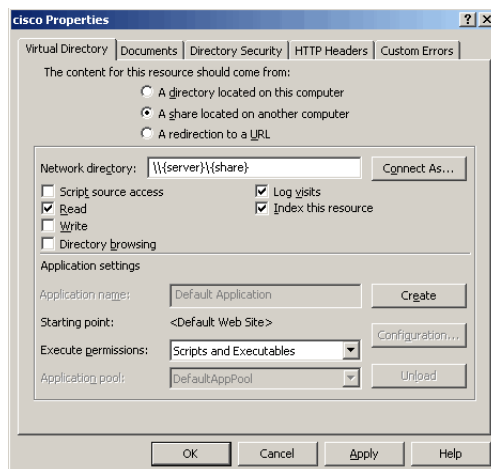 cisco Properties
Virtual Directory Documents Directory Security HTTP Headers Custom Errors
The content for this resource should come from:
A directory located on this computer
A share located on another computer
A redirection to a URL
Network directory: \\{server}\{share} Connect As...
Script source access Log visits
Read Index this resource
Write
Directory browsing
Application settings
Application name: Default Application Create
Starting point: <Default Web Site>
Configuration...
Execute permissions: Scripts and Executables
Application pool: DefaultAppPool Unload
OK Cancel Apply Help